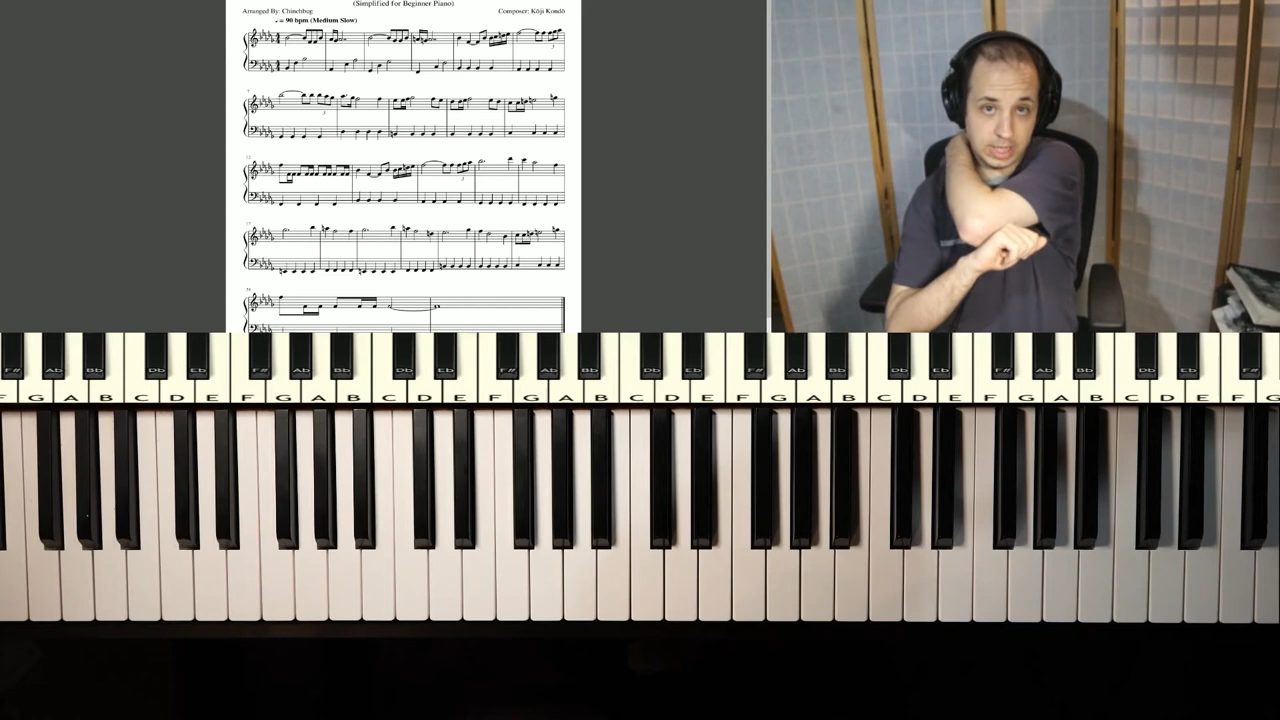 (Simplified for Beginner Piano)
Arranged By: Chinchbug Composer: Kōji Kondō
♩ = 90 bpm (Medium Slow)
F# Ab Bb Db Eb F# Ab Bb Db Eb F# Ab Bb Db Eb F# Ab Bb Db Eb F# Ab Bb Db Eb F#
F G A B C D E F G A B C D E F G A B C D E F G A B C D E F G A B C D E F G